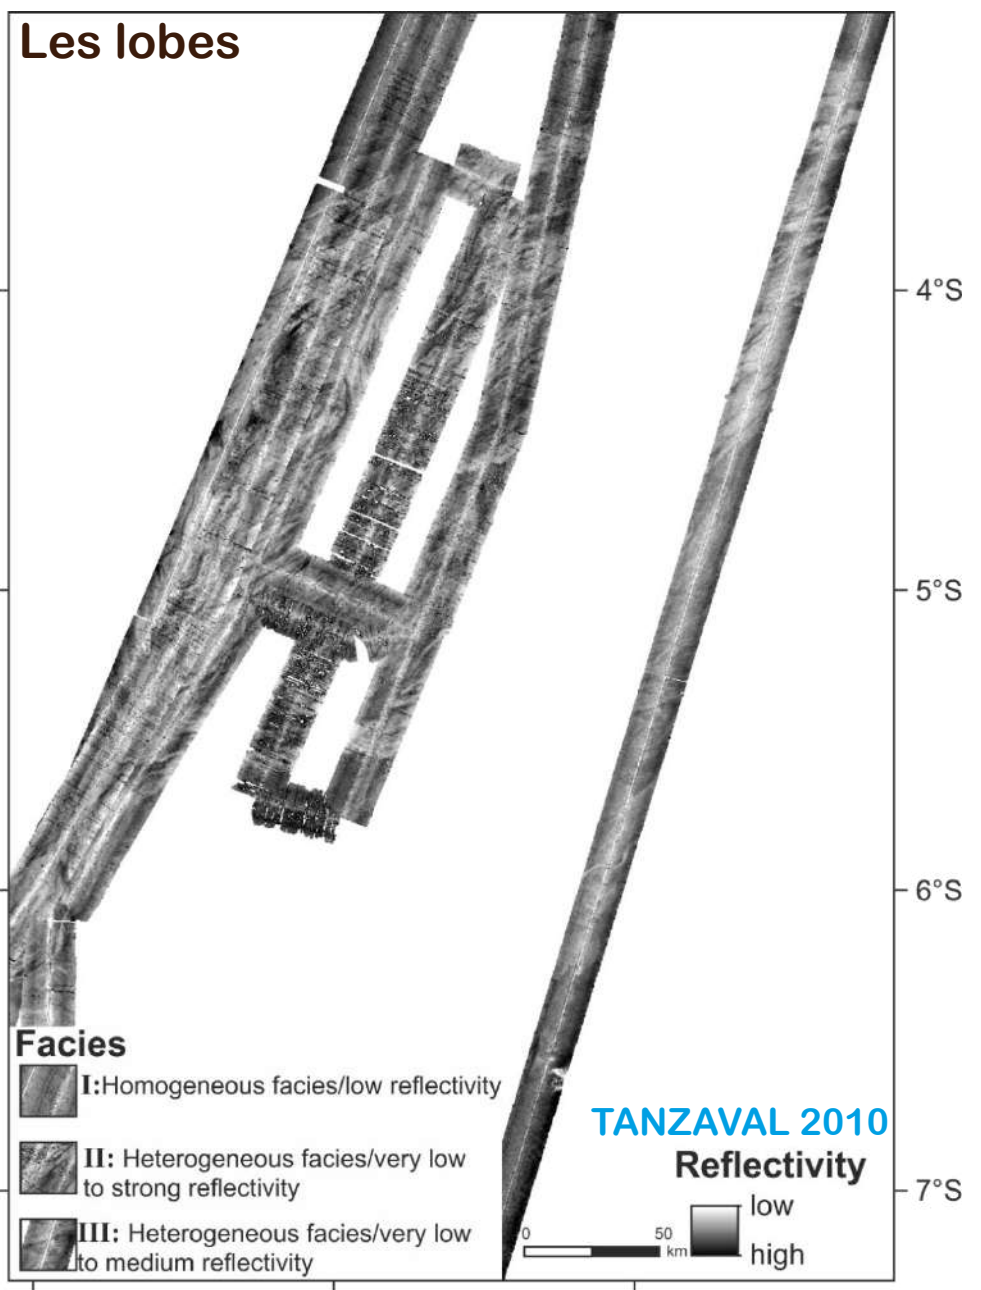 Les lobes
4°S
5°S
6°S
Facies
I:Homogeneous facies/low reflectivity
II: Heterogeneous facies/very low
to strong reflectivity
III: Heterogeneous facies/very low
to medium reflectivity
TANZAVAL 2010
Reflectivity
low
high
0 50
km
7°S